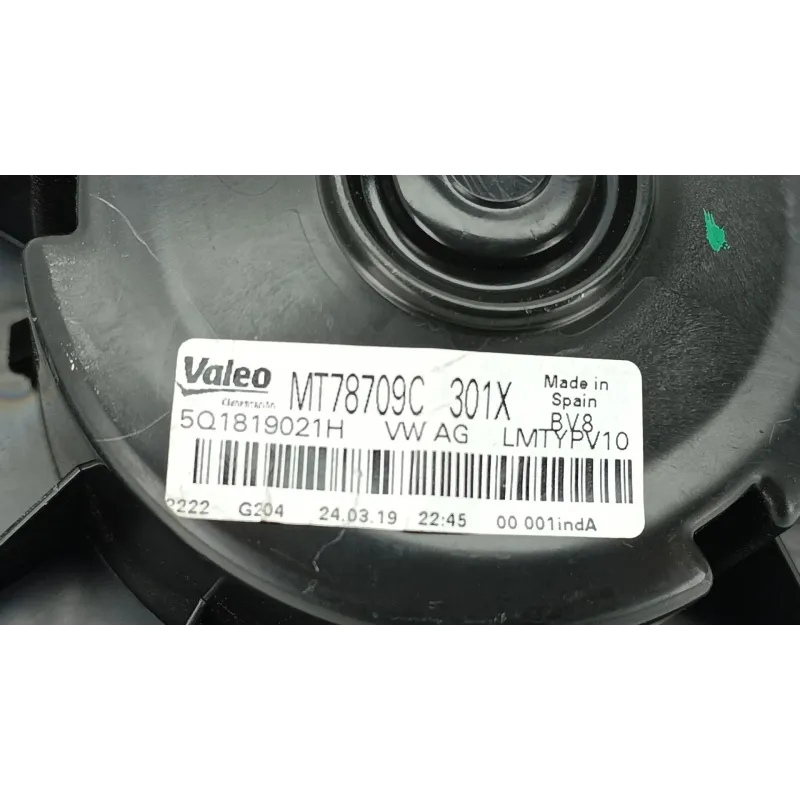 Valeo MT78709C 301X Made in
Climatización Spain
BV8
5Q1819021H VW AG LMTYPV10
2222 G204 24.03.19 22:45 00 001indA